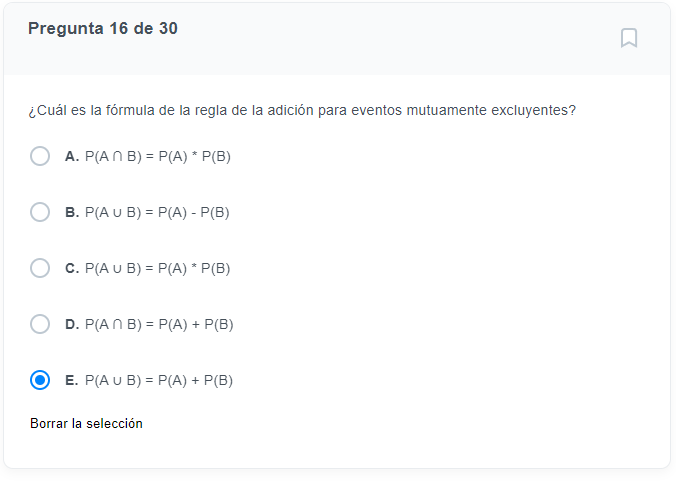 Pregunta 16 de 30
¿Cuál es la fórmula de la regla de la adición para eventos mutuamente excluyentes?
A. P(A ∩ B) = P(A) * P(B)
B. P(A ∪ B) = P(A) - P(B)
C. P(A ∪ B) = P(A) * P(B)
D. P(A ∩ B) = P(A) + P(B)
E. P(A ∪ B) = P(A) + P(B)
Borrar la selección